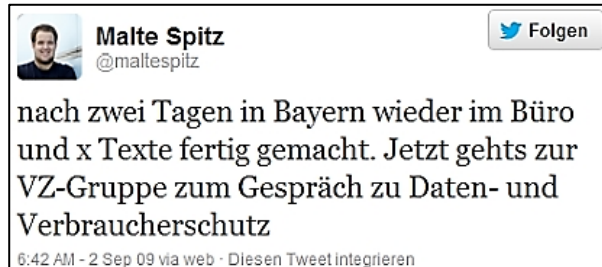 Malte Spitz
@maltespitz
Folgen
nach zwei Tagen in Bayern wieder im Büro
und x Texte fertig gemacht. Jetzt gehts zur
VZ-Gruppe zum Gespräch zu Daten- und
Verbraucherschutz
6:42 AM - 2 Sep 09 via web · Diesen Tweet integrieren